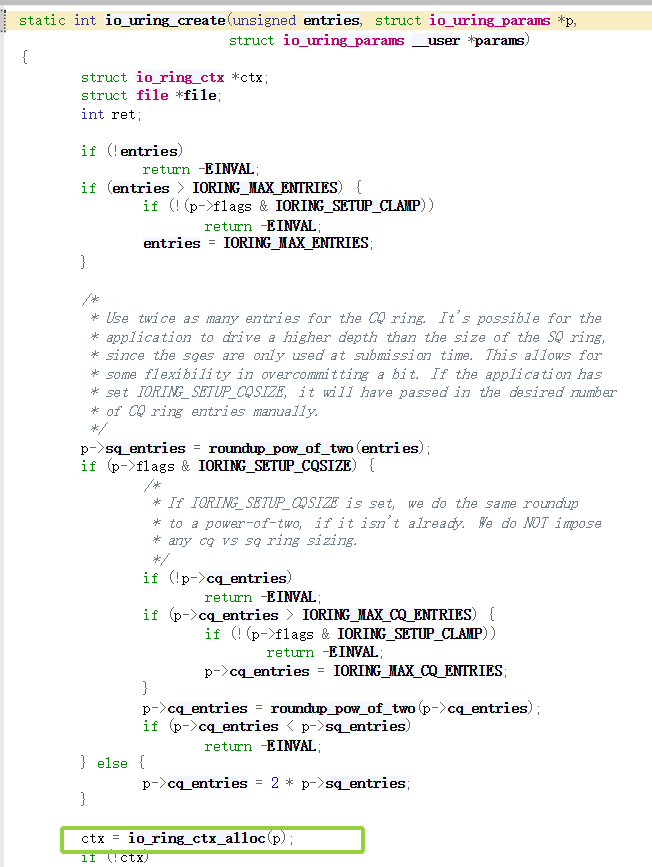 static int io_uring_create(unsigned entries, struct io_uring_params *p,
struct io_uring_params __user *params)
{
struct io_ring_ctx *ctx;
struct file *file;
int ret;
if (!entries)
return -EINVAL;
if (entries > IORING_MAX_ENTRIES) {
if (!(p->flags & IORING_SETUP_CLAMP))
return -EINVAL;
entries = IORING_MAX_ENTRIES;
}
/*
* Use twice as many entries for the CQ ring. It's possible for the
* application to drive a higher depth than the size of the SQ ring,
* since the sqes are only used at submission time. This allows for
* some flexibility in overcommitting a bit. If the application has
* set IORING_SETUP_CQSIZE, it will have passed in the desired number
* of CQ ring entries manually.
*/
p->sq_entries = roundup_pow_of_two(entries);
if (p->flags & IORING_SETUP_CQSIZE) {
/*
* If IORING_SETUP_CQSIZE is set, we do the same roundup
* to a power-of-two, if it isn't already. We do NOT impose
* any cq vs sq ring sizing.
*/
if (!p->cq_entries)
return -EINVAL;
if (p->cq_entries > IORING_MAX_CQ_ENTRIES) {
if (!(p->flags & IORING_SETUP_CLAMP))
return -EINVAL;
p->cq_entries = IORING_MAX_CQ_ENTRIES;
}
p->cq_entries = roundup_pow_of_two(p->cq_entries);
if (p->cq_entries < p->sq_entries)
return -EINVAL;
} else {
p->cq_entries = 2 * p->sq_entries;
}
ctx = io_ring_ctx_alloc(p);
if (!ctx)